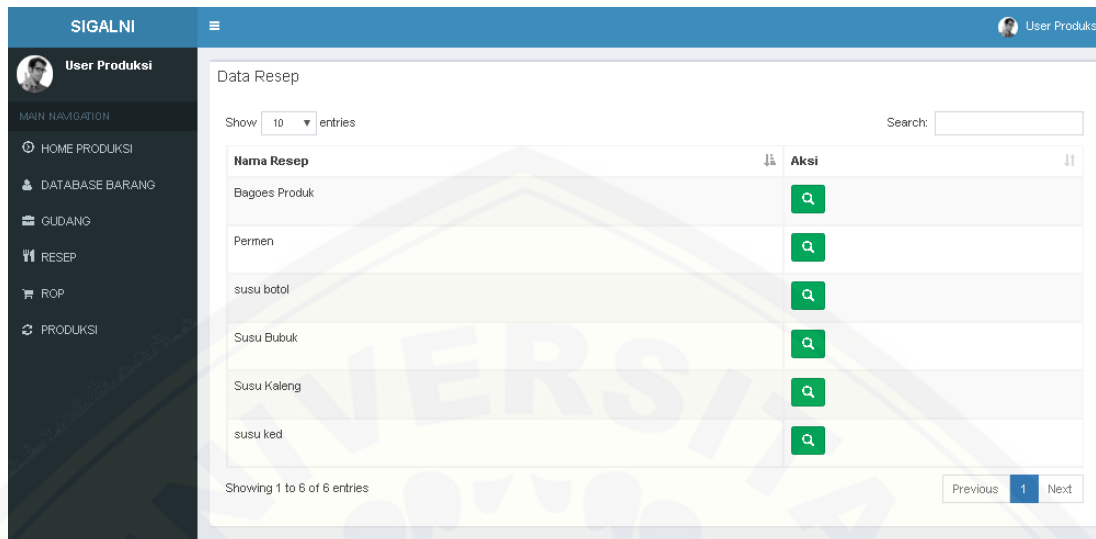 SIGALNI
User Produks
User Produksi
Data Resep
MAIN NAVIGATION
Show 10 entries
Search:
HOME PRODUKSI
DATABASE BARANG
GUDANG
RESEP
ROP
PRODUKSI
Nama Resep Aksi
Bagoes Produk
Permen
susu botol
Susu Bubuk
Susu Kaleng
susu ked
Showing 1 to 6 of 6 entries
Previous 1 Next
UNIVERSITA